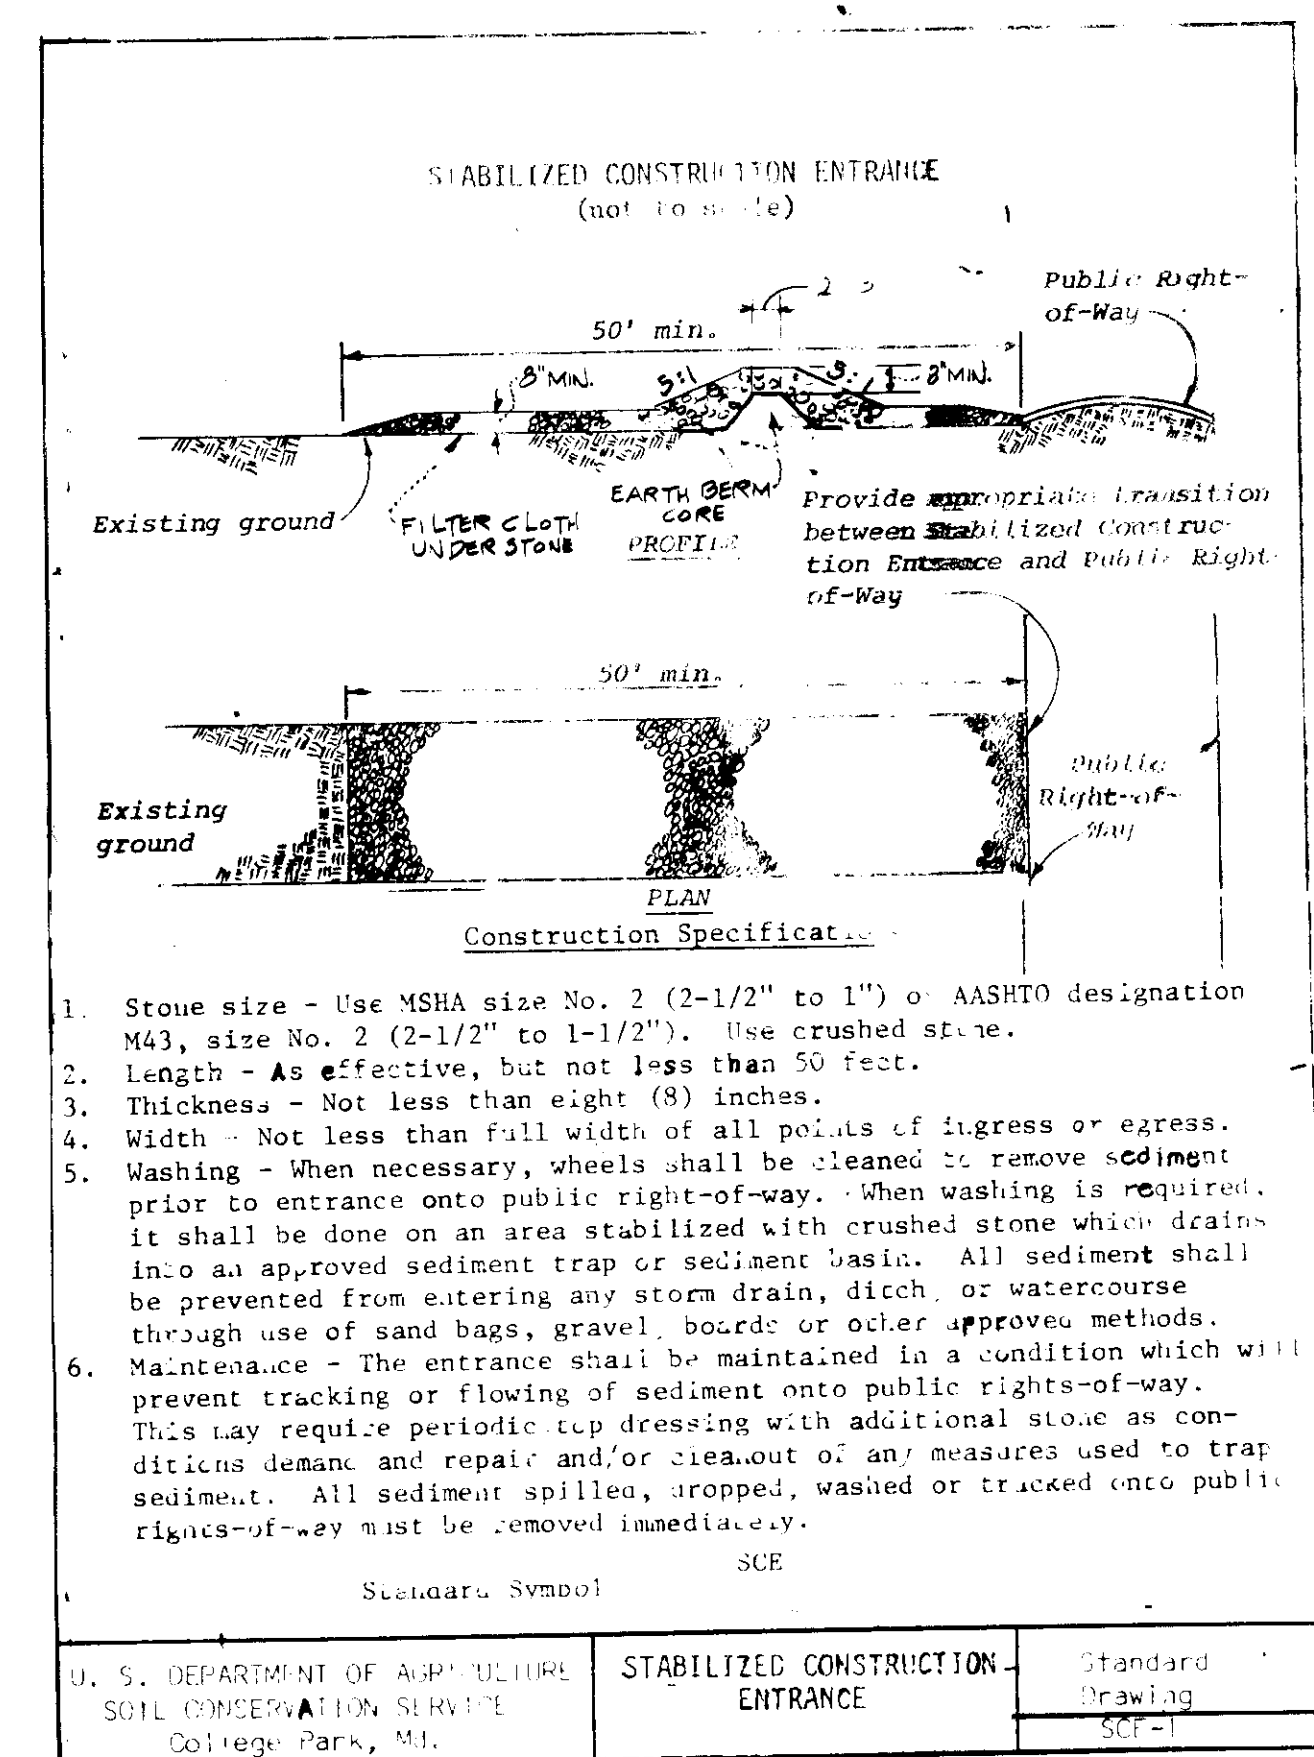 STABILIZED CONSTRUCTION ENTRANCE
(not to scale)
Public Right-
of-Way
50' min.
8" MIN.
5:1
8" MIN.
Existing ground
FILTER CLOTH
UNDER STONE
EARTH BERM
CORE
PROFILE
Provide appropriate transition
between Stabilized Construc-
tion Entrance and Public Right-
of-Way
50' min.
Existing
ground
Public
Right-of-
Way
PLAN
Construction Specifications
1. Stone size - Use MSHA size No. 2 (2-1/2" to 1") or AASHTO designation
M43, size No. 2 (2-1/2" to 1-1/2"). Use crushed stone.
2. Length - As effective, but not less than 50 feet.
3. Thickness - Not less than eight (8) inches.
4. Width - Not less than full width of all points of ingress or egress.
5. Washing - When necessary, wheels shall be cleaned to remove sediment
prior to entrance onto public right-of-way. When washing is required,
it shall be done on an area stabilized with crushed stone which drains
into an approved sediment trap or sediment basin. All sediment shall
be prevented from entering any storm drain, ditch, or watercourse
through use of sand bags, gravel, boards or other approved methods.
6. Maintenance - The entrance shall be maintained in a condition which will
prevent tracking or flowing of sediment onto public rights-of-way.
This may require periodic top dressing with additional stone as con-
ditions demand and repair and/or cleanout of any measures used to trap
sediment. All sediment spilled, dropped, washed or tracked onto public
rights-of-way must be removed immediately.
SCE
Standard Symbol
U. S. DEPARTMENT OF AGRICULTURE
SOIL CONSERVATION SERVICE
College Park, Md.
STABILIZED CONSTRUCTION
ENTRANCE
Standard
Drawing
SCE-1